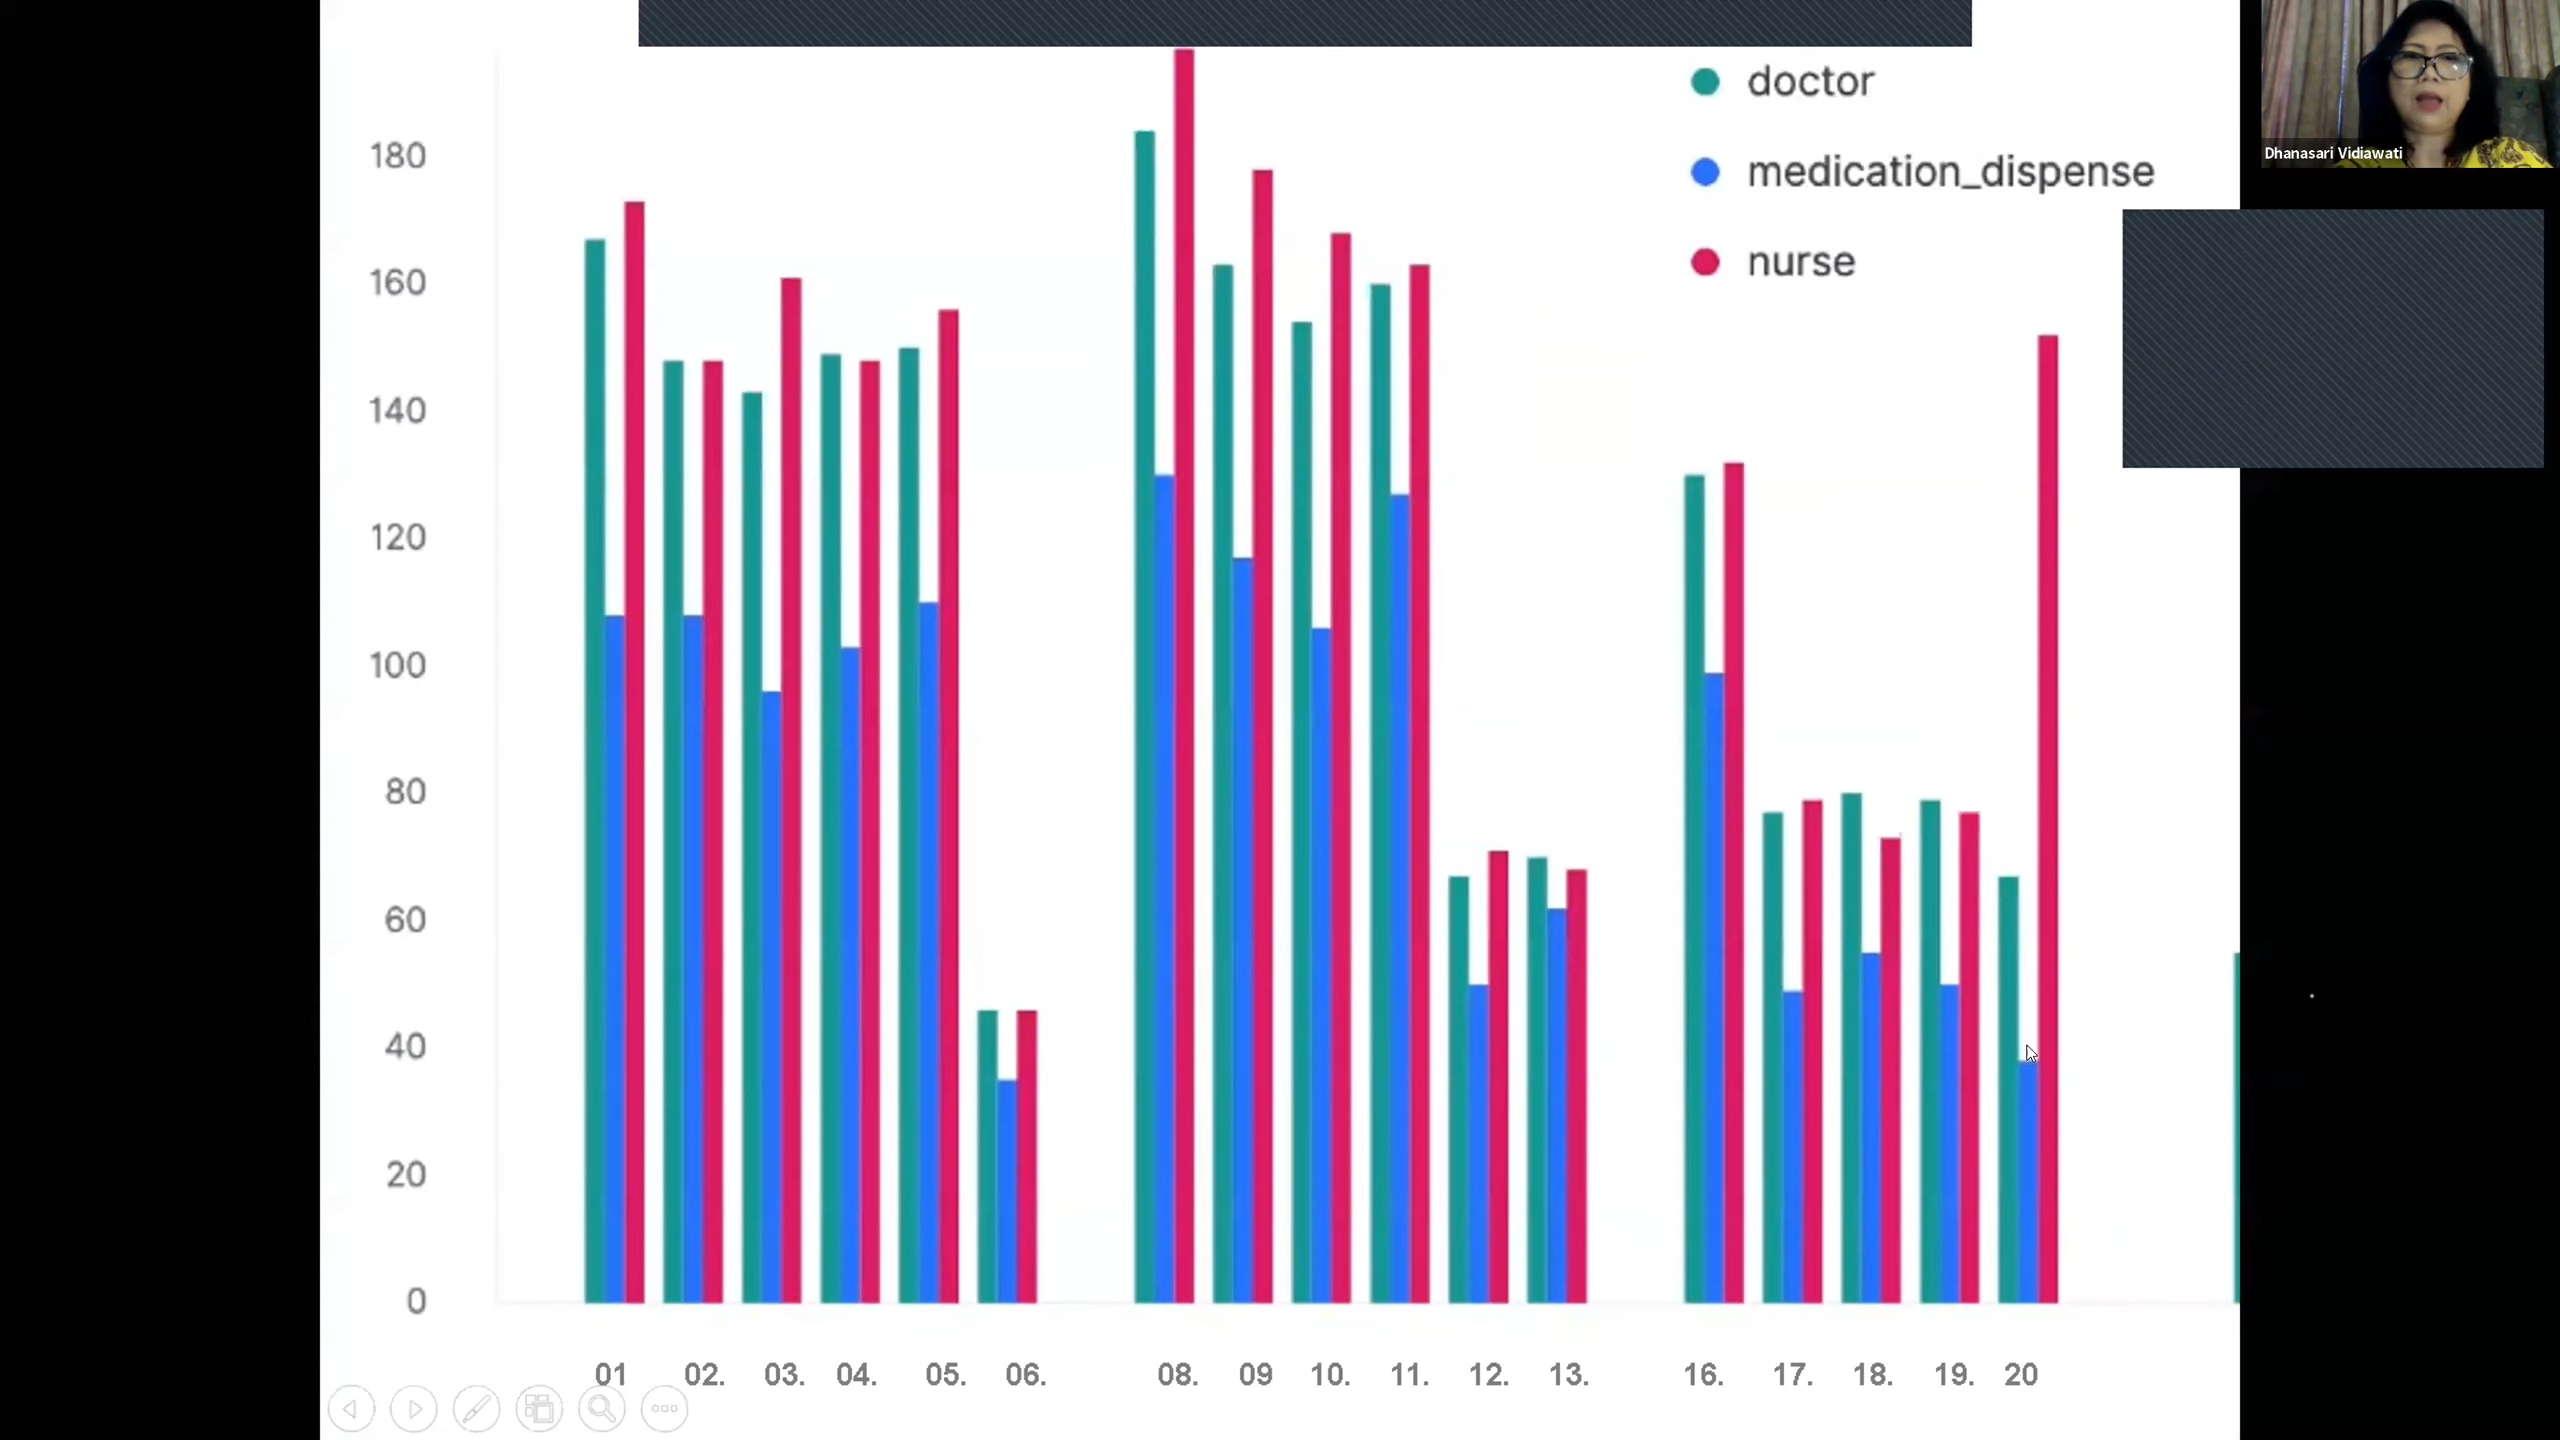 doctor
Dhanasari Vidiawati
180
medication_dispense
160
nurse
140
120
100
80
60
40
20
0
01 02. 03. 04. 05. 06. 08. 09 10. 11. 12. 13. 16. 17. 18. 19. 20